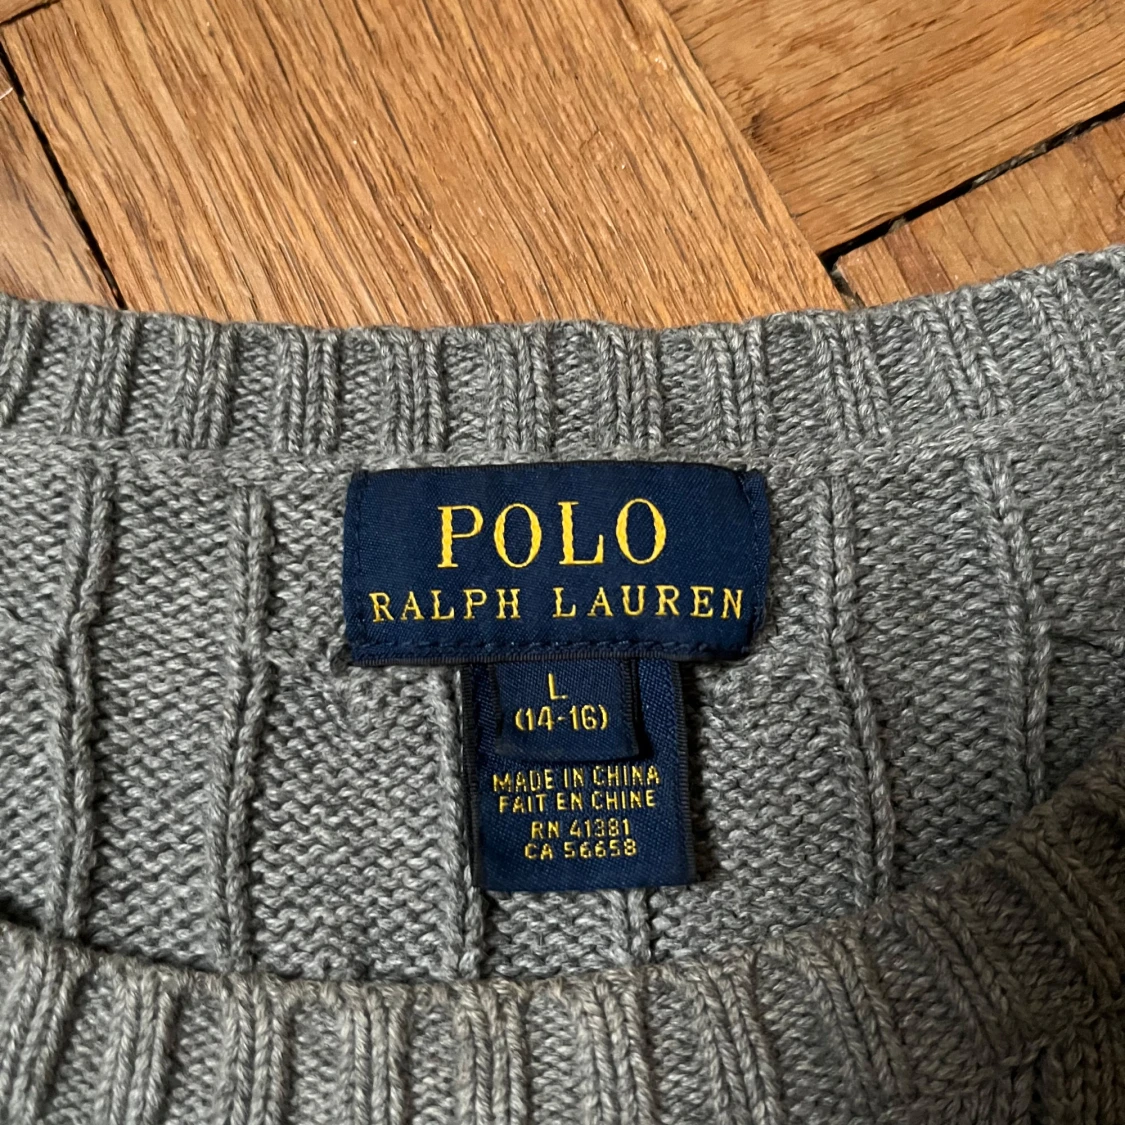 POLO
RALPH LAUREN
L
(14-16)
MADE IN CHINA
FAIT EN CHINE
RN 41381
CA 56658